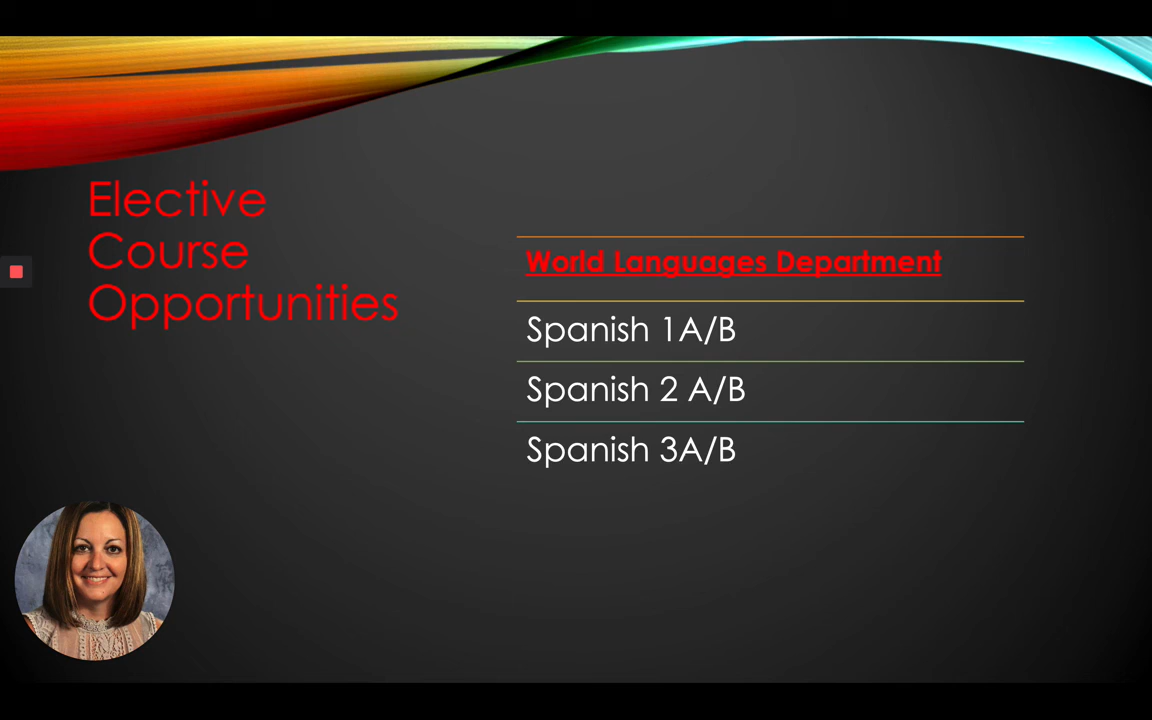 Elective
Course
Opportunities
World Languages Department
Spanish 1A/B
Spanish 2 A/B
Spanish 3A/B